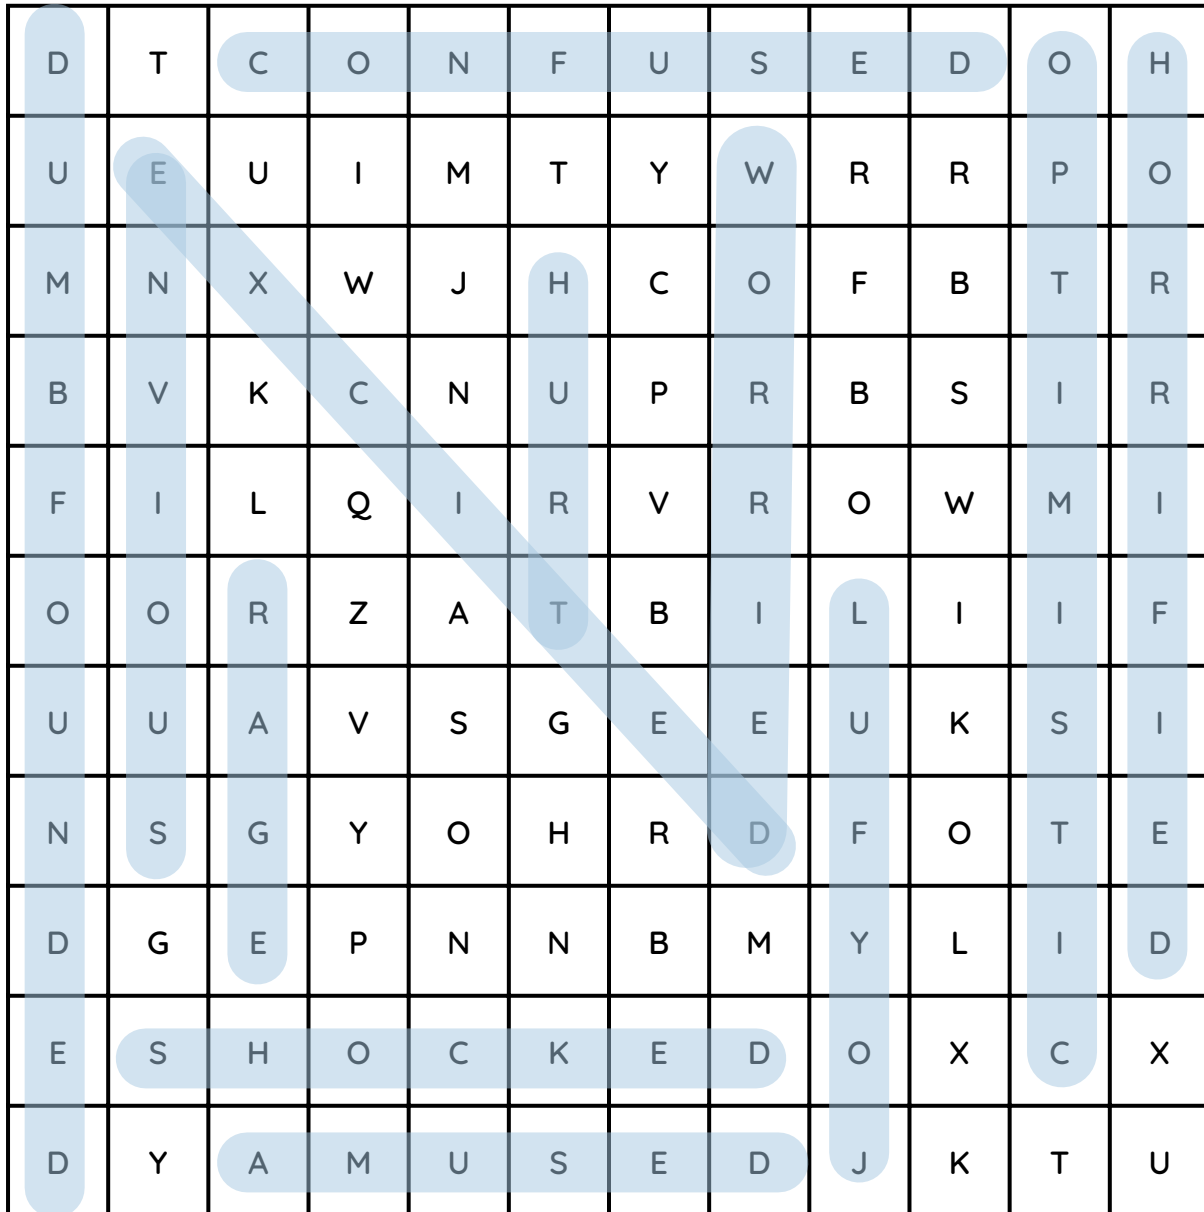 D T C O N F U S E D O H
U E U I M T Y W R R P O
M N X W J H C O F B T R
B V K C N U P R B S I R
F I L Q I R V R O W M I
O O R Z A T B I L I I F
U U A V S G E E U K S I
N S G Y O H R D F O T E
D G E P N N B M Y L I D
E S H O C K E D O X C X
D Y A M U S E D J K T U